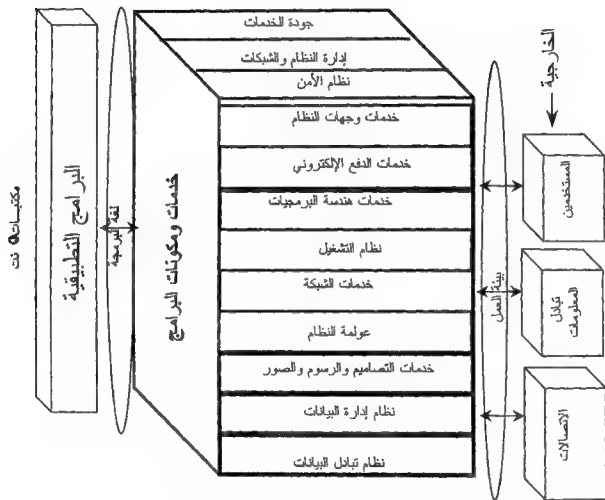 جودة الخدمات
إدارة النظام والشبكات
نظام الأمن
خدمات وجهات النظام
خدمات الدفع الإلكتروني
خدمات هندسة البرمجيات
نظام التشغيل
خدمات الشبكة
عولمة النظام
خدمات التصاميم والرسوم والصور
نظام إدارة البيانات
نظام تبادل البيانات
خدمات ومكونات البرامج
لغة البرمجة
البرامج التطبيقية
مكتبات نت
بيئة العمل
الخارجية
المستخدمين
تبادل
المعلومات
الاتصالات